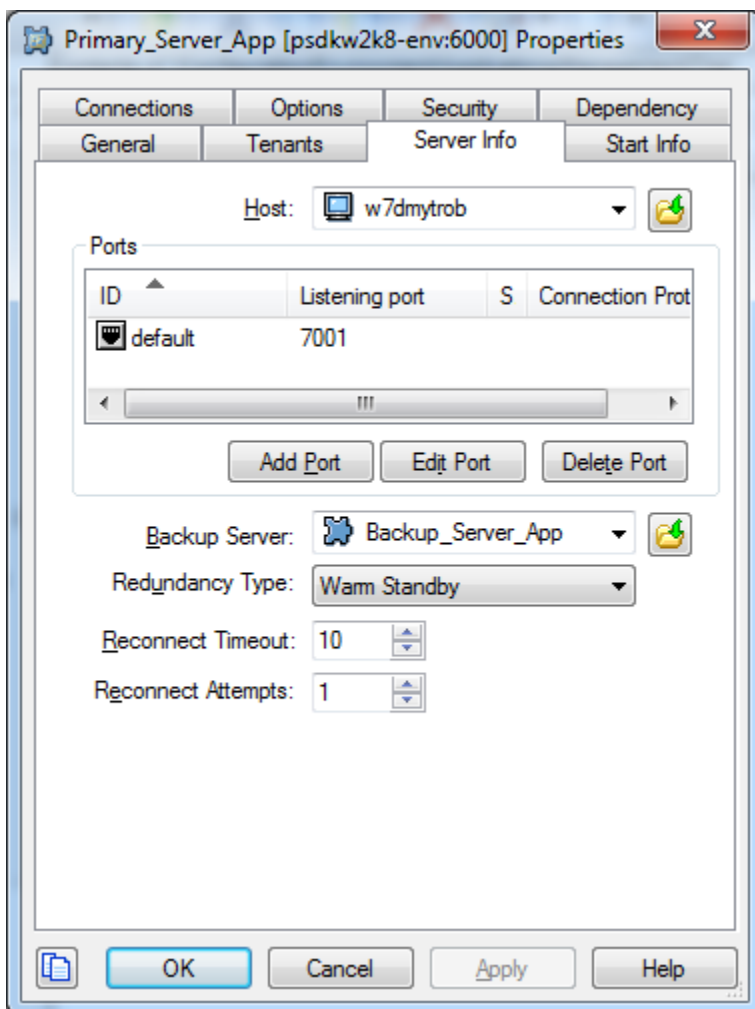 Primary_Server_App [psdkw2k8-env:6000] Properties
Connections Options Security Dependency
General Tenants Server Info Start Info
Host: w7dmytrob
Ports
ID Listening port S Connection Prot
default 7001
Add Port Edit Port Delete Port
Backup Server: Backup_Server_App
Redundancy Type: Warm Standby
Reconnect Timeout: 10
Reconnect Attempts: 1
OK Cancel Apply Help